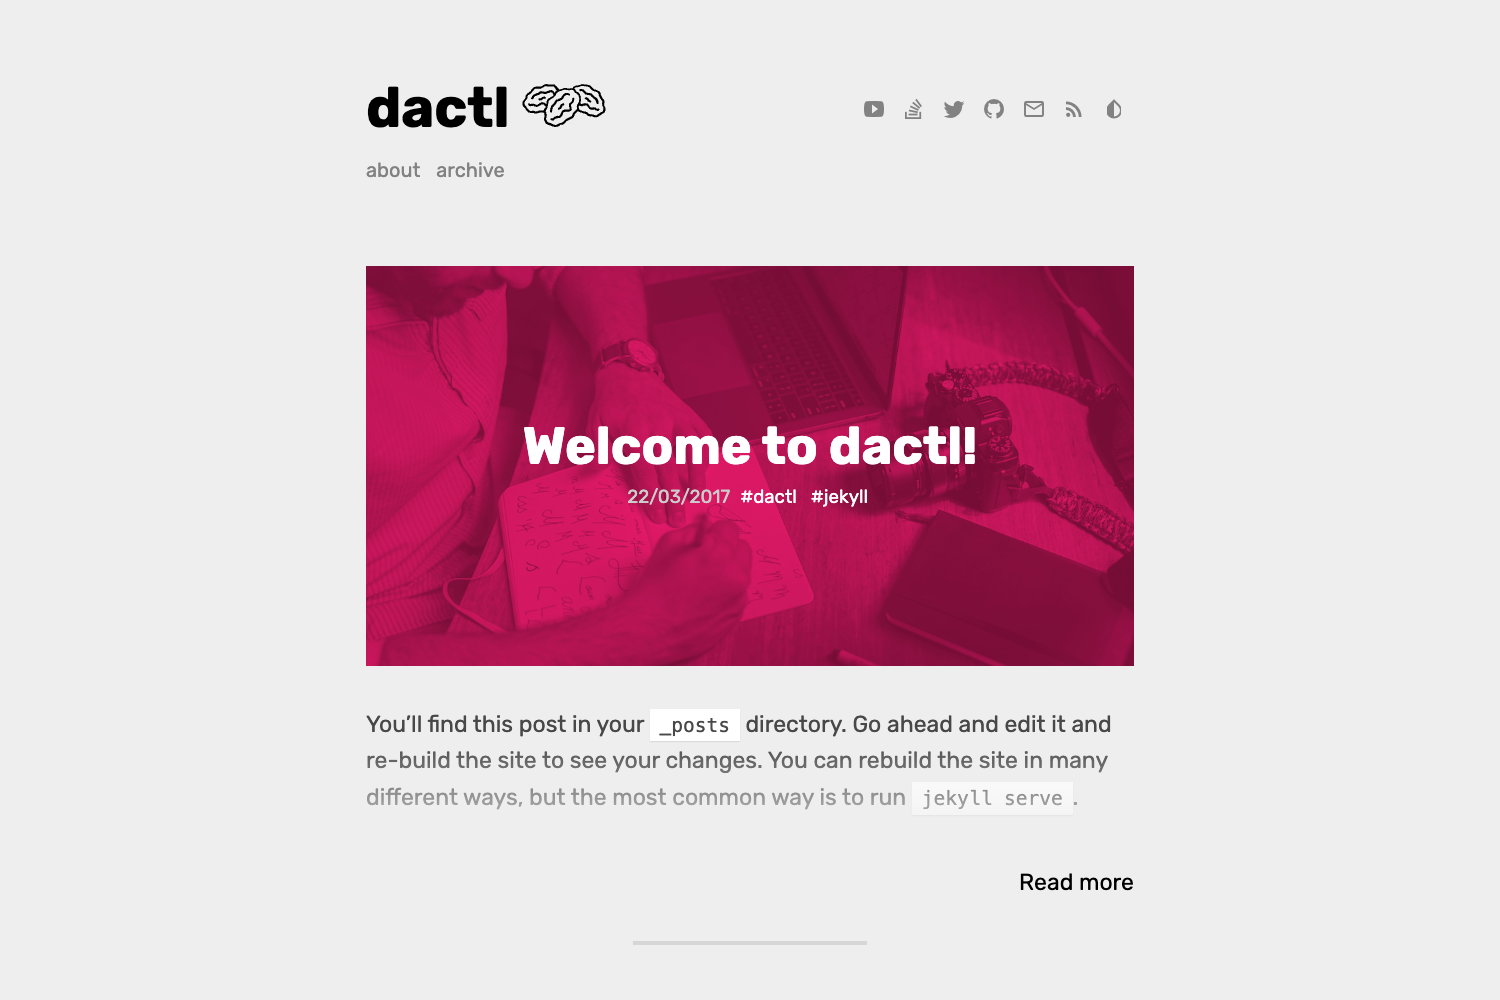 dactl
about archive
Welcome to dactl!
22/03/2017 #dactl #jekyll
You’ll find this post in your _posts directory. Go ahead and edit it and
re-build the site to see your changes. You can rebuild the site in many
different ways, but the most common way is to run jekyll serve.
Read more